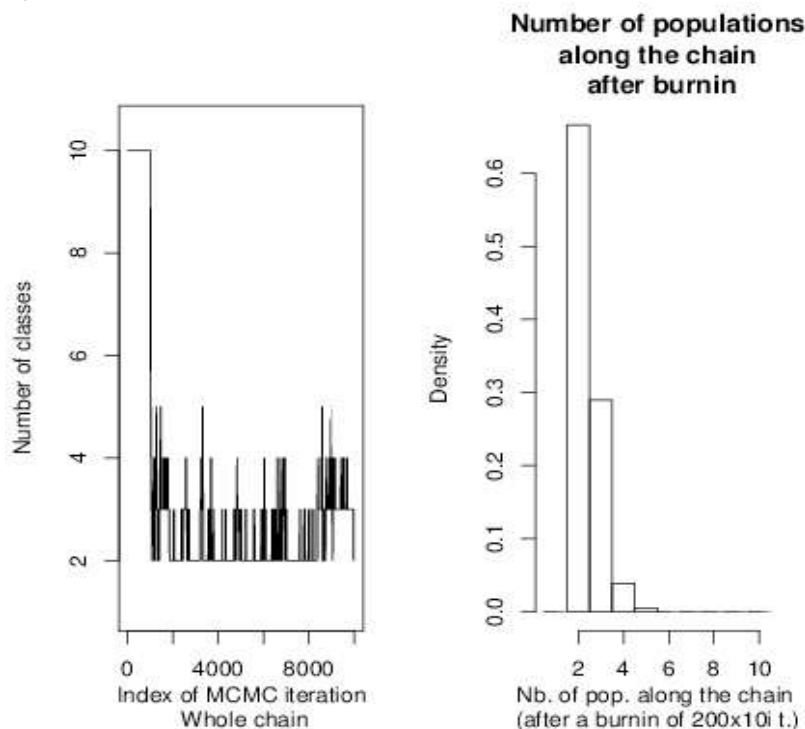 Number of populations
along the chain
after burnin
Number of classes
10
8
6
4
2
0
4000
8000
Index of MCMC iteration
Whole chain
Density
0.6
0.5
0.4
0.3
0.2
0.1
0.0
2
4
6
8
10
Nb. of pop. along the chain
(after a burnin of 200x10i t.)